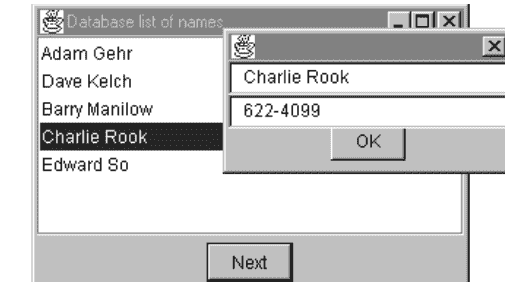 Database list of names
Adam Gehr
Dave Kelch
Barry Manilow
Charlie Rook
Edward So
Next
Charlie Rook
622-4099
OK